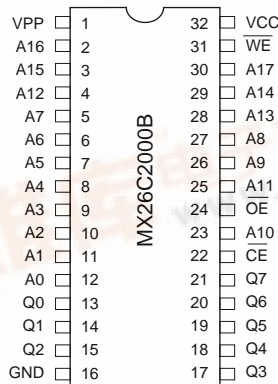 VPP 1 32 VCC
A16 2 31 W̅E̅
A15 3 30 A17
A12 4 29 A14
A7 5 28 A13
A6 6 27 A8
A5 7 26 A9
A4 8 25 A11
A3 9 24 O̅E̅
A2 10 23 A10
A1 11 22 C̅E̅
A0 12 21 Q7
Q0 13 20 Q6
Q1 14 19 Q5
Q2 15 18 Q4
GND 16 17 Q3
MX26C2000B